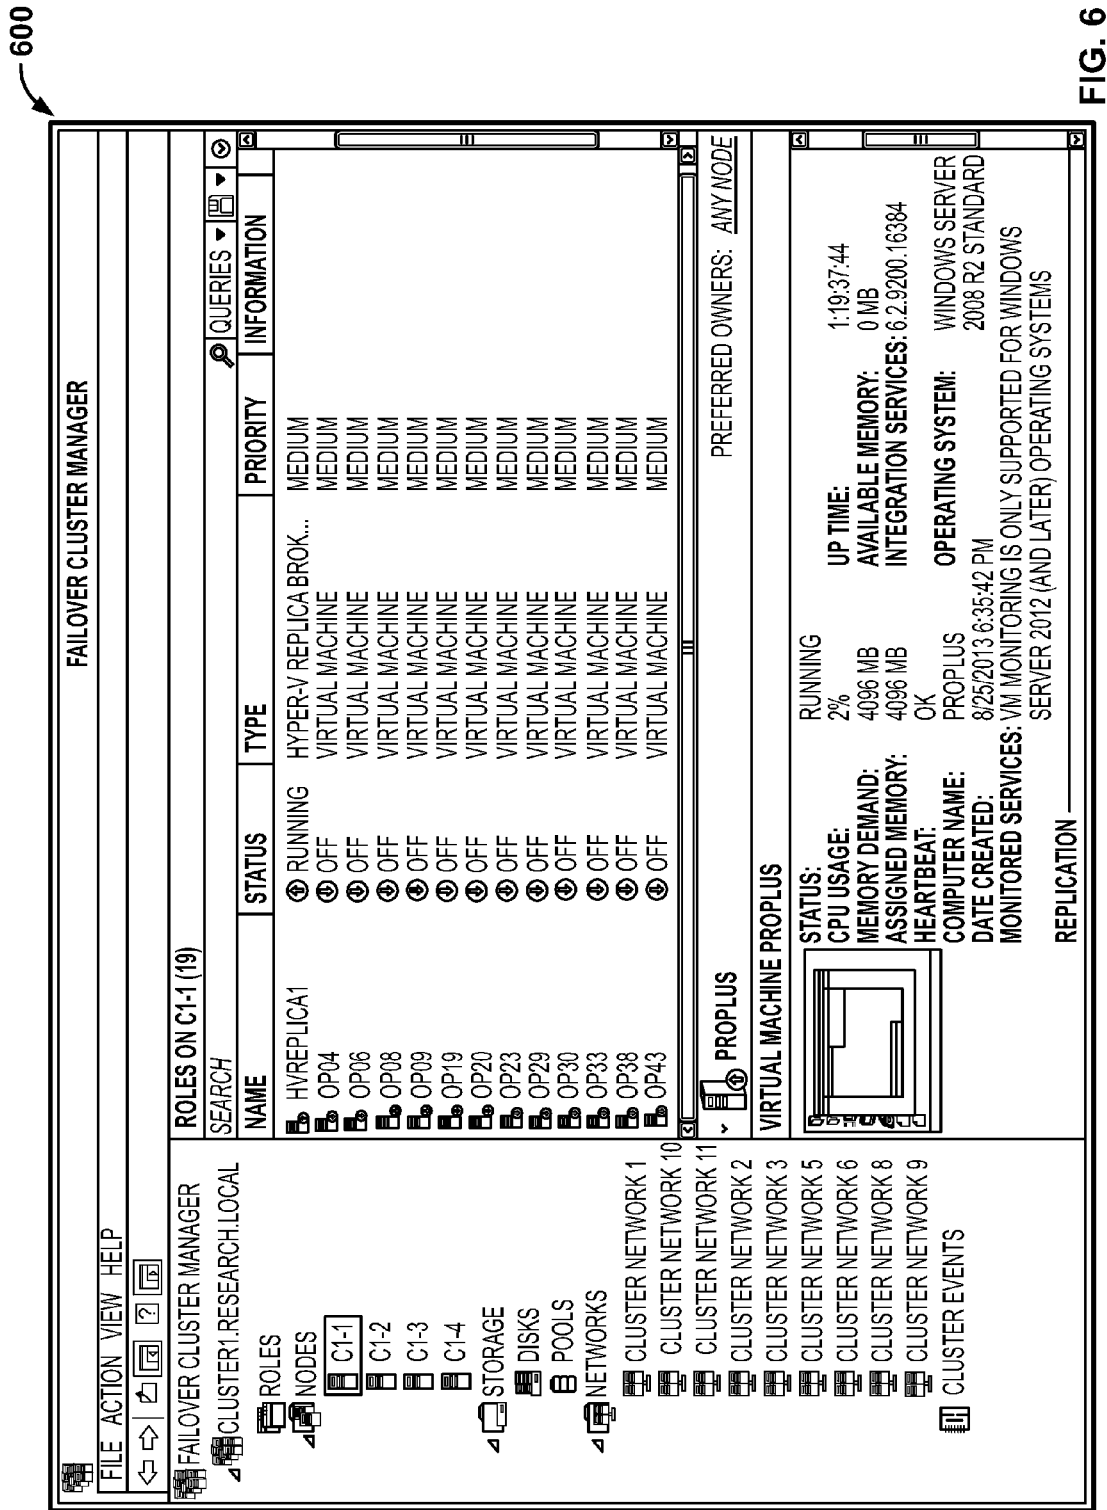 600
FAILOVER CLUSTER MANAGER
FILE ACTION VIEW HELP
?
FAILOVER CLUSTER MANAGER
CLUSTER1.RESEARCH.LOCAL
ROLES
NODES
C1-1
C1-2
C1-3
C1-4
STORAGE
DISKS
POOLS
NETWORKS
CLUSTER NETWORK 1
CLUSTER NETWORK 10
CLUSTER NETWORK 11
CLUSTER NETWORK 2
CLUSTER NETWORK 3
CLUSTER NETWORK 5
CLUSTER NETWORK 6
CLUSTER NETWORK 8
CLUSTER NETWORK 9
CLUSTER EVENTS
ROLES ON C1-1 (19)
SEARCH QUERIES
NAME STATUS TYPE PRIORITY INFORMATION
HVREPLICA1 RUNNING HYPER-V REPLICA BROK... MEDIUM
OP04 OFF VIRTUAL MACHINE MEDIUM
OP06 OFF VIRTUAL MACHINE MEDIUM
OP08 OFF VIRTUAL MACHINE MEDIUM
OP09 OFF VIRTUAL MACHINE MEDIUM
OP19 OFF VIRTUAL MACHINE MEDIUM
OP20 OFF VIRTUAL MACHINE MEDIUM
OP23 OFF VIRTUAL MACHINE MEDIUM
OP29 OFF VIRTUAL MACHINE MEDIUM
OP30 OFF VIRTUAL MACHINE MEDIUM
OP33 OFF VIRTUAL MACHINE MEDIUM
OP38 OFF VIRTUAL MACHINE MEDIUM
OP43 OFF VIRTUAL MACHINE MEDIUM
PROPLUS PREFERRED OWNERS: ANY NODE
VIRTUAL MACHINE PROPLUS
STATUS: RUNNING
CPU USAGE: 2% UP TIME: 1:19:37:44
MEMORY DEMAND: 4096 MB AVAILABLE MEMORY: 0 MB
ASSIGNED MEMORY: 4096 MB INTEGRATION SERVICES: 6.2.9200.16384
HEARTBEAT: OK
COMPUTER NAME: PROPLUS OPERATING SYSTEM: WINDOWS SERVER
DATE CREATED: 8/25/2013 6:35:42 PM 2008 R2 STANDARD
MONITORED SERVICES: VM MONITORING IS ONLY SUPPORTED FOR WINDOWS
SERVER 2012 (AND LATER) OPERATING SYSTEMS
REPLICATION
FIG. 6